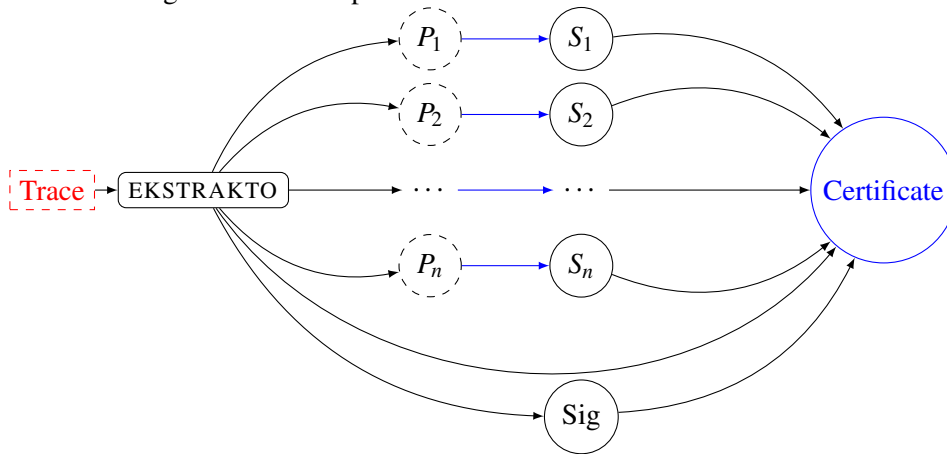 P₁ S₁
P₂ S₂
Trace EKSTRAKTO ··· ··· Certificate
Pₙ Sₙ
Sig